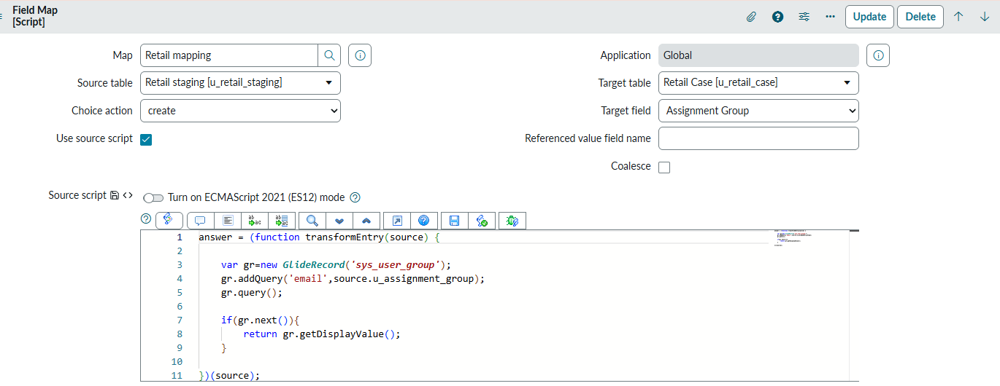 Field Map
[Script]
Update
Delete
Map
Retail mapping
Application
Global
Source table
Retail staging [u_retail_staging]
Target table
Retail Case [u_retail_case]
Choice action
create
Target field
Assignment Group
Use source script
Referenced value field name
Coalesce
Source script
Turn on ECMAScript 2021 (ES12) mode
1 answer = (function transformEntry(source) {
2
3 var gr=new GlideRecord('sys_user_group');
4 gr.addQuery('email',source.u_assignment_group);
5 gr.query();
6
7 if(gr.next()){
8 return gr.getDisplayValue();
9 }
10
11 })(source);